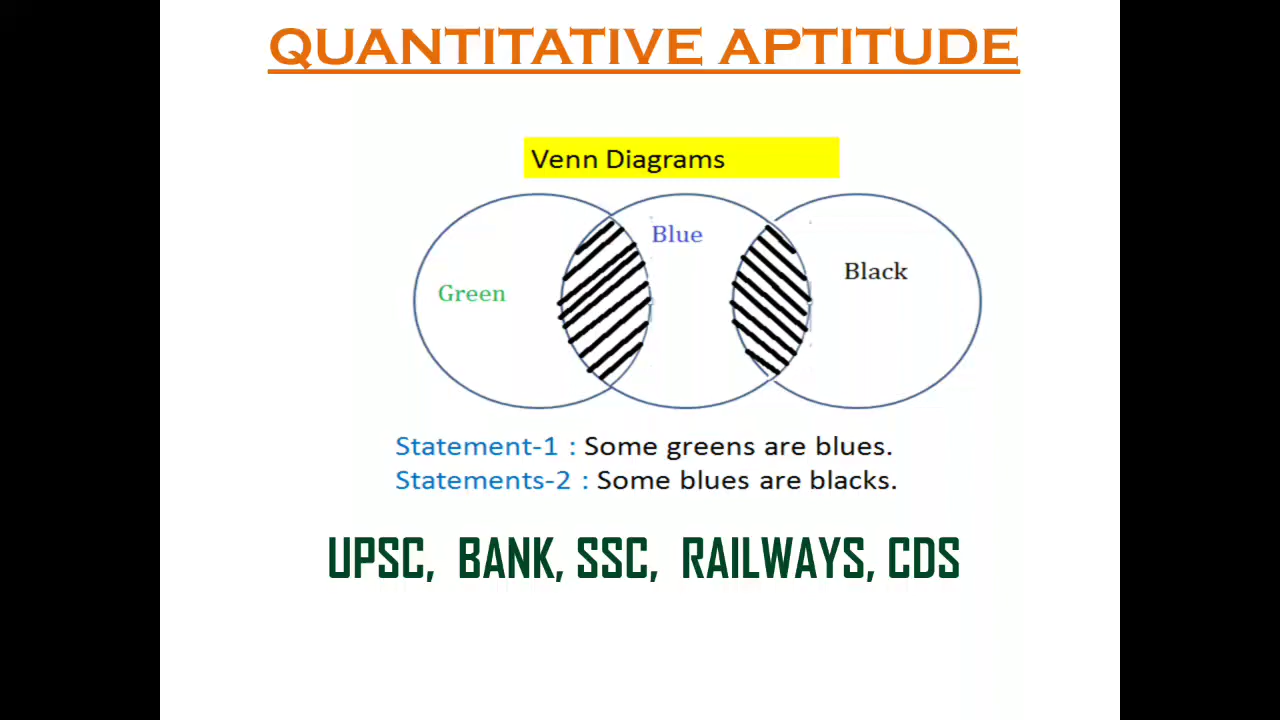 QUANTITATIVE APTITUDE
Venn Diagrams
Blue
Black
Green
Statement-1 : Some greens are blues.
Statements-2 : Some blues are blacks.
UPSC, BANK, SSC, RAILWAYS, CDS